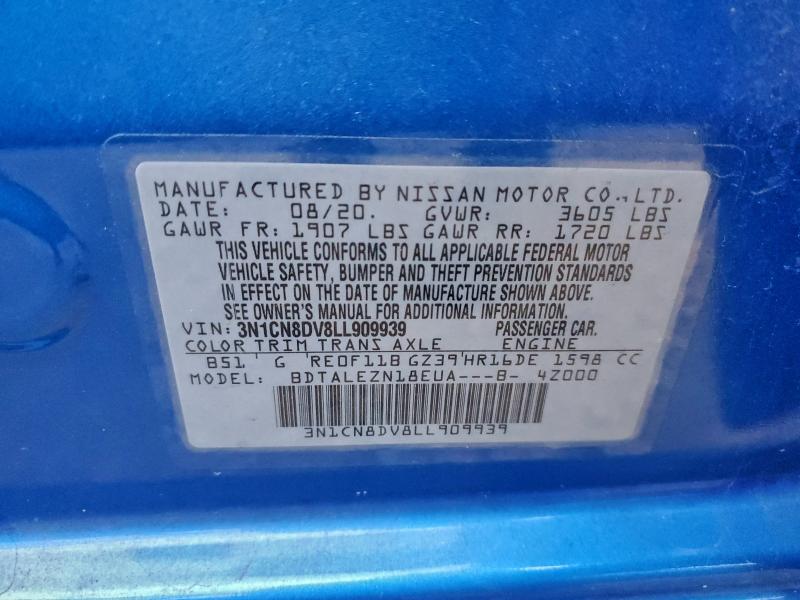 MANUFACTURED BY NISSAN MOTOR CO., LTD.
DATE: 08/20. GVWR: 3605 LBS
GAWR FR: 1907 LBS GAWR RR: 1720 LBS
THIS VEHICLE CONFORMS TO ALL APPLICABLE FEDERAL MOTOR
VEHICLE SAFETY, BUMPER AND THEFT PREVENTION STANDARDS
IN EFFECT ON THE DATE OF MANUFACTURE SHOWN ABOVE.
SEE OWNER'S MANUAL FOR ADDITIONAL INFORMATION.
VIN: 3N1CN8DV8LL909939 PASSENGER CAR.
COLOR TRIM TRANS AXLE ENGINE
B51 G RE0F11B GZ39 HR16DE 1598 CC
MODEL: BDTALEZN18EUA---B- 4Z000
3N1CN8DV8LL909939